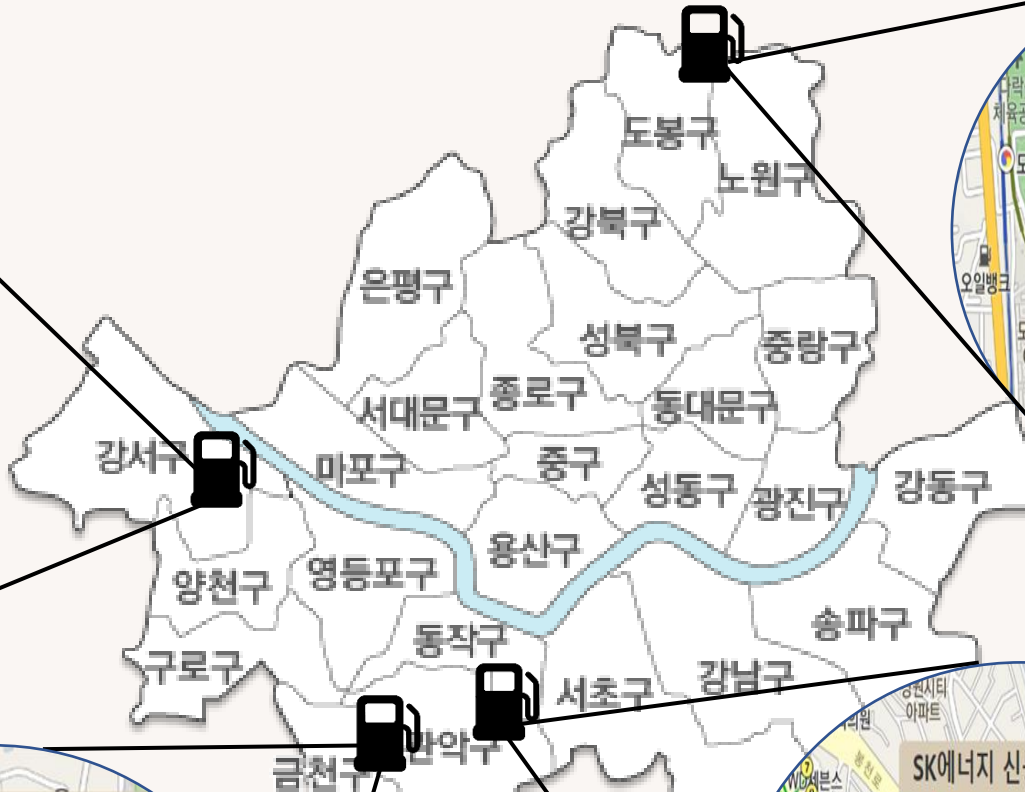 도봉구
노원구
강북구
은평구
오일뱅크
성북구
중랑구
종로구
서대문구
동대문구
강서구
마포구
중구
성동구
광진구
강동구
용산구
영등포구
양천구
송파구
동작구
구로구
서초구
강남구
아파트
관악구
금천구
봉천로
SK에너지 신